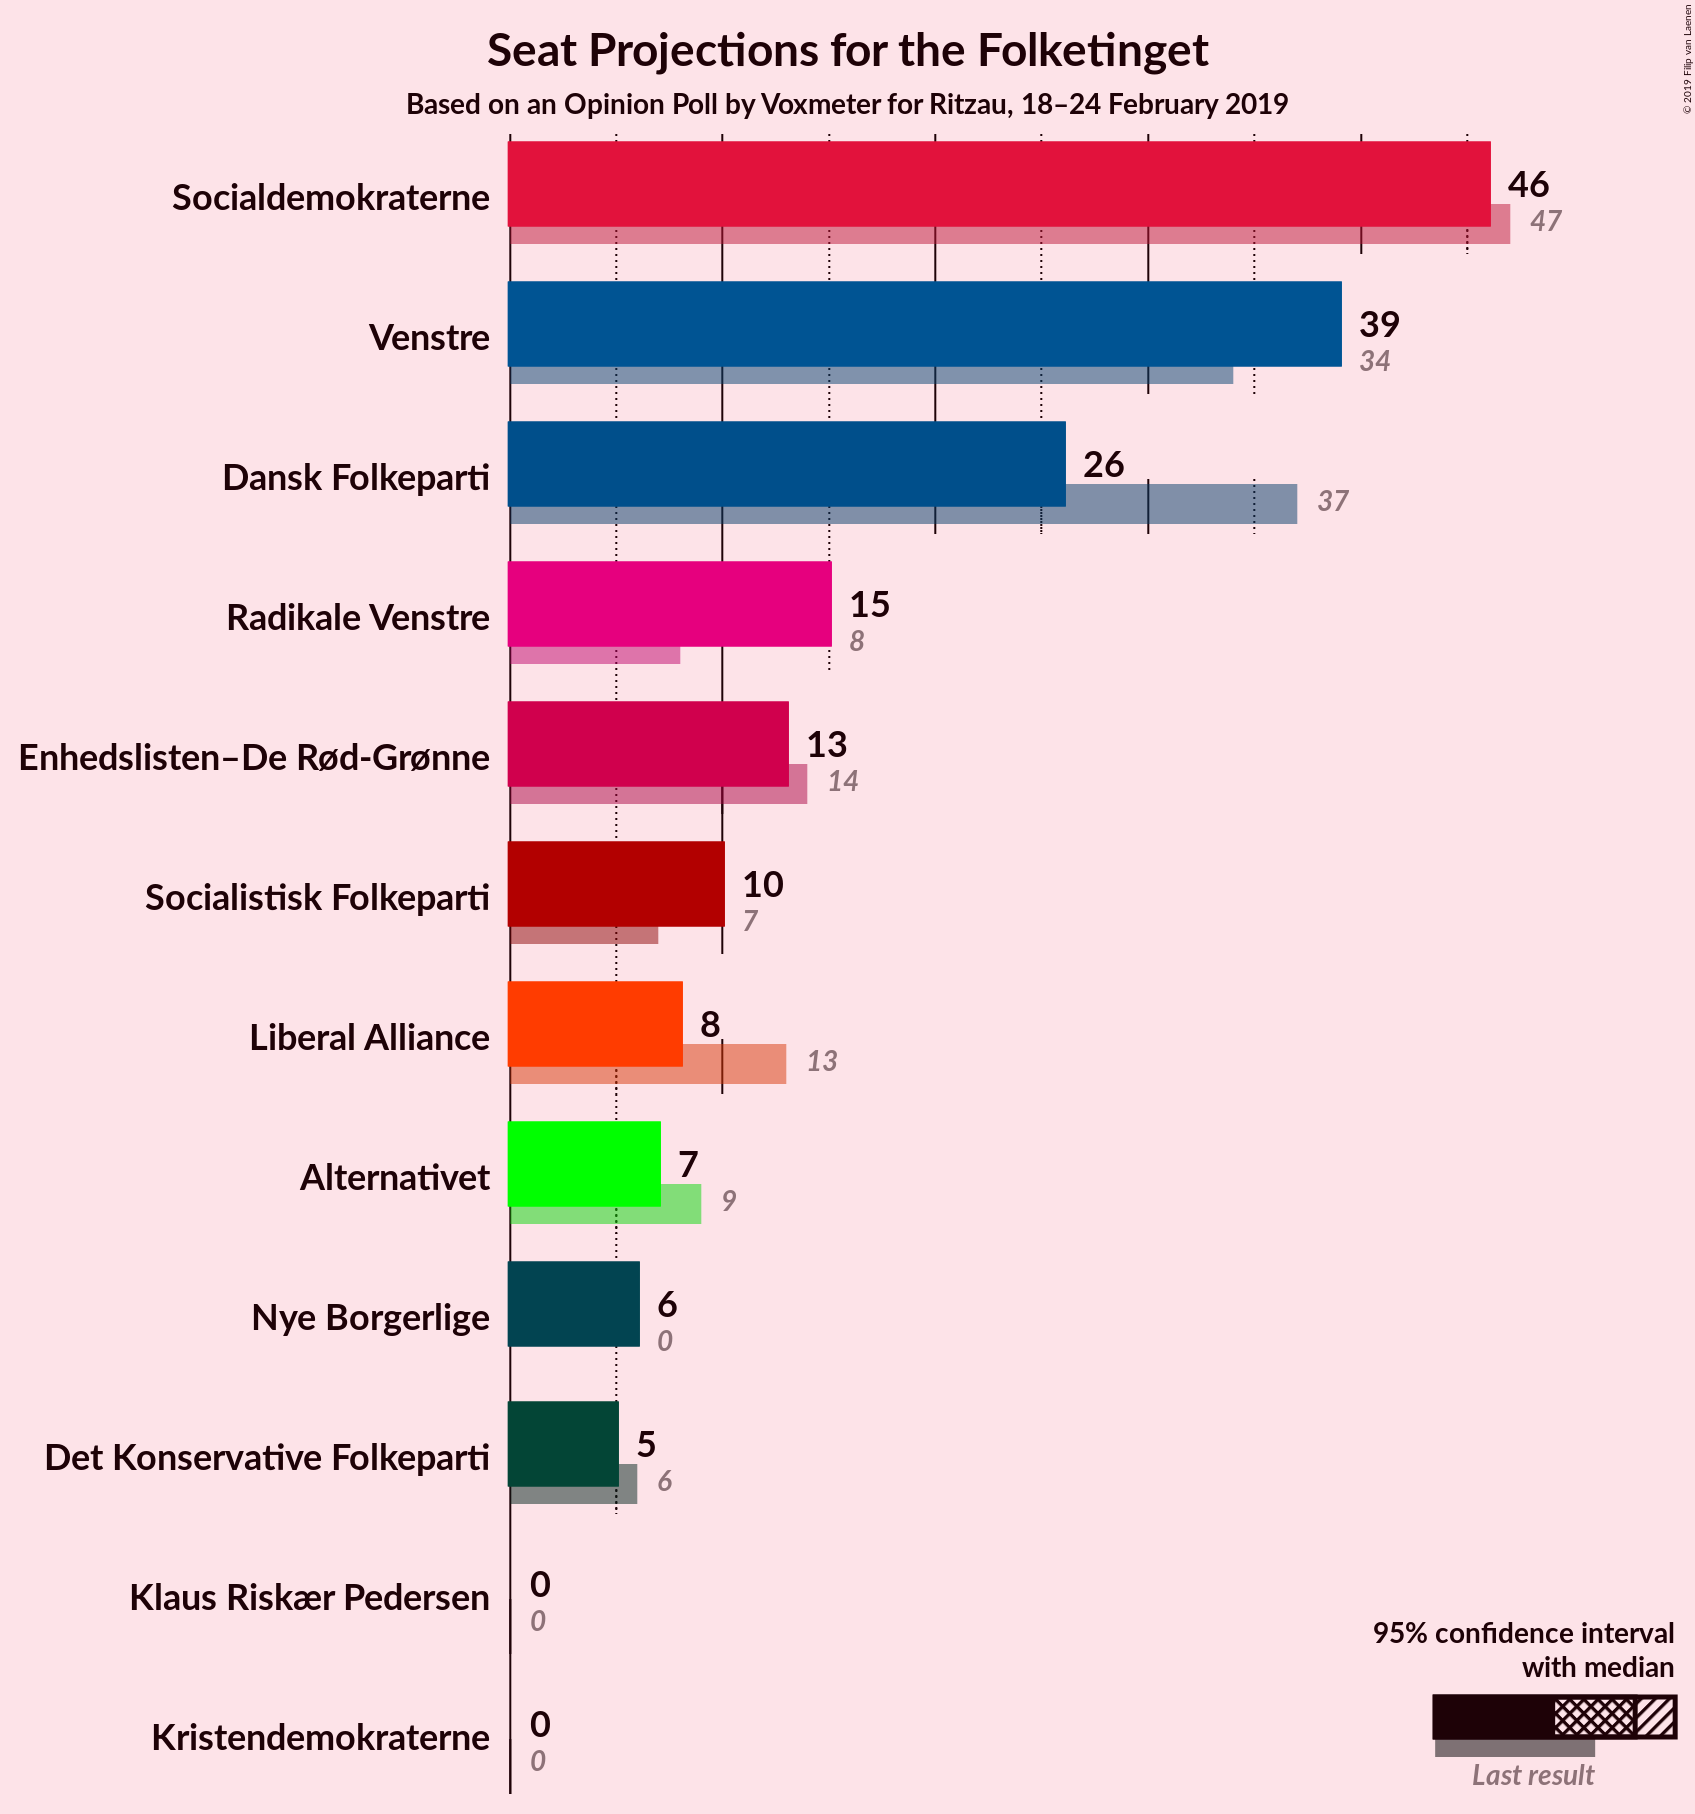 Seat Projections for the Folketinget
Based on an Opinion Poll by Voxmeter for Ritzau, 18–24 February 2019
© 2019 Filip van Laenen
Socialdemokraterne
46
47
Venstre
39
34
Dansk Folkeparti
26
37
Radikale Venstre
15
8
Enhedslisten–De Rød-Grønne
13
14
Socialistisk Folkeparti
10
7
Liberal Alliance
8
13
Alternativet
7
9
Nye Borgerlige
6
0
Det Konservative Folkeparti
5
6
Klaus Riskær Pedersen
0
0
Kristendemokraterne
0
0
95% confidence interval
with median
Last result